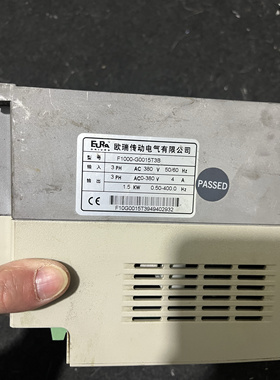 EURA
欧瑞传动电气有限公司
型号 F1000-G0015T3B
输入 3 PH AC 380 V 50/60 Hz
输出 3 PH AC0-380 V 4 A
1.5 KW 0.50-400.0 Hz
CE
F10G0015T3949402932
PASSED